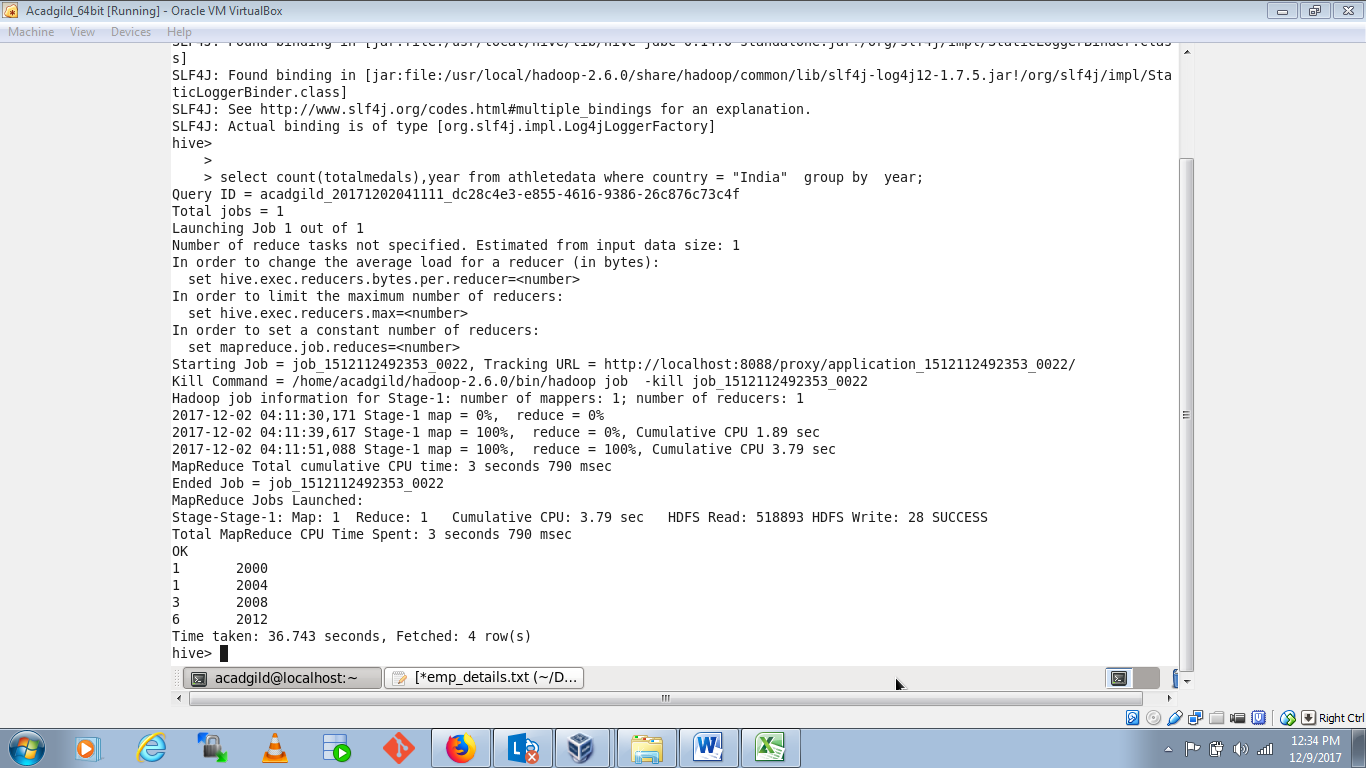 Acadgild_64bit [Running] - Oracle VM VirtualBox
Machine View Devices Help
s]
SLF4J: Found binding in [jar:file:/usr/local/hadoop-2.6.0/share/hadoop/common/lib/slf4j-log4j12-1.7.5.jar!/org/slf4j/impl/Sta
ticLoggerBinder.class]
SLF4J: See http://www.slf4j.org/codes.html#multiple_bindings for an explanation.
SLF4J: Actual binding is of type [org.slf4j.impl.Log4jLoggerFactory]
hive>
    >
    > select count(totalmedals),year from athletedata where country = "India"  group by  year;
Query ID = acadgild_20171202041111_dc28c4e3-e855-4616-9386-26c876c73c4f
Total jobs = 1
Launching Job 1 out of 1
Number of reduce tasks not specified. Estimated from input data size: 1
In order to change the average load for a reducer (in bytes):
  set hive.exec.reducers.bytes.per.reducer=<number>
In order to limit the maximum number of reducers:
  set hive.exec.reducers.max=<number>
In order to set a constant number of reducers:
  set mapreduce.job.reduces=<number>
Starting Job = job_1512112492353_0022, Tracking URL = http://localhost:8088/proxy/application_1512112492353_0022/
Kill Command = /home/acadgild/hadoop-2.6.0/bin/hadoop job  -kill job_1512112492353_0022
Hadoop job information for Stage-1: number of mappers: 1; number of reducers: 1
2017-12-02 04:11:30,171 Stage-1 map = 0%,  reduce = 0%
2017-12-02 04:11:39,617 Stage-1 map = 100%,  reduce = 0%, Cumulative CPU 1.89 sec
2017-12-02 04:11:51,088 Stage-1 map = 100%,  reduce = 100%, Cumulative CPU 3.79 sec
MapReduce Total cumulative CPU time: 3 seconds 790 msec
Ended Job = job_1512112492353_0022
MapReduce Jobs Launched:
Stage-Stage-1: Map: 1  Reduce: 1   Cumulative CPU: 3.79 sec   HDFS Read: 518893 HDFS Write: 28 SUCCESS
Total MapReduce CPU Time Spent: 3 seconds 790 msec
OK
1       2000
1       2004
3       2008
6       2012
Time taken: 36.743 seconds, Fetched: 4 row(s)
hive>
acadgild@localhost:~ [*emp_details.txt (~/D...
Right Ctrl
12:34 PM
12/9/2017